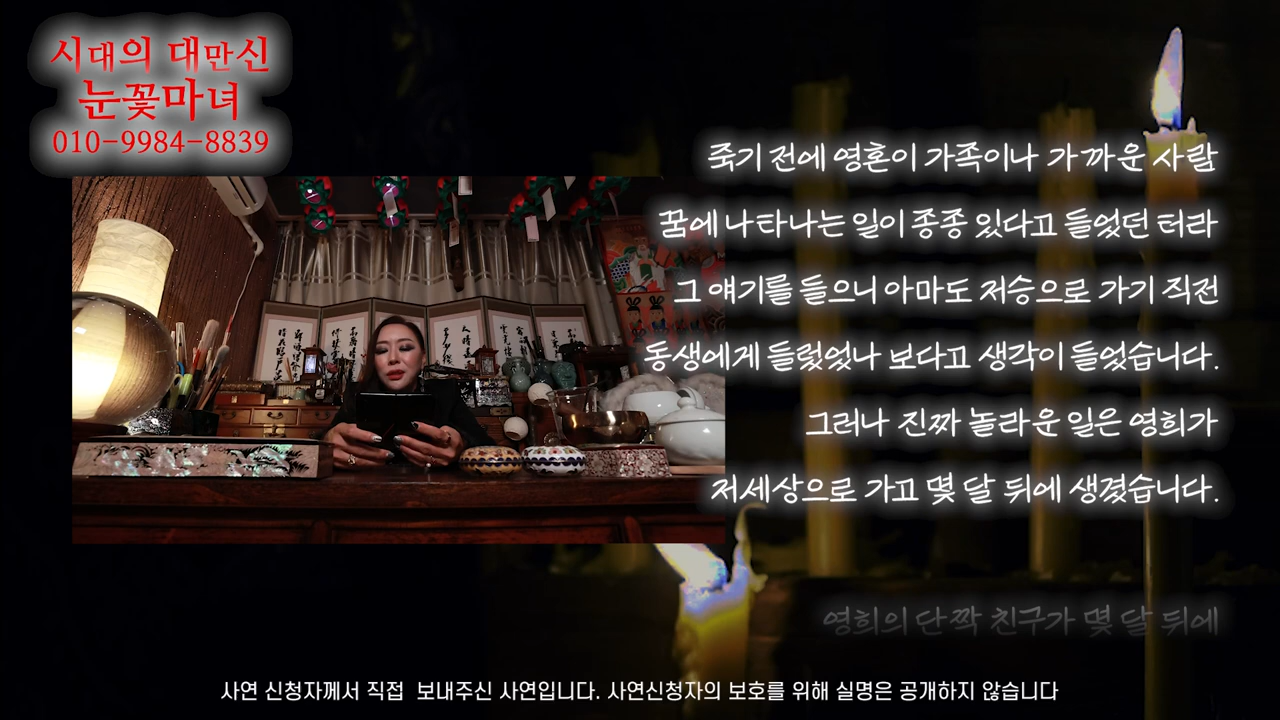 시대의 대만신
눈꽃마녀
010-9984-8839
죽기 전에 영혼이 가족이나 가까운 사람
꿈에 나타나는 일이 종종 있다고 들었던 터라
그 얘기를 들으니 아마도 저승으로 가기 직전
동생에게 들렀었나 보다고 생각이 들었습니다.
그러나 진짜 놀라운 일은 영희가
저세상으로 가고 몇 달 뒤에 생겼습니다.
영희의 단짝 친구가 몇 달 뒤에
사연 신청자께서 직접 보내주신 사연입니다. 사연신청자의 보호를 위해 실명은 공개하지 않습니다